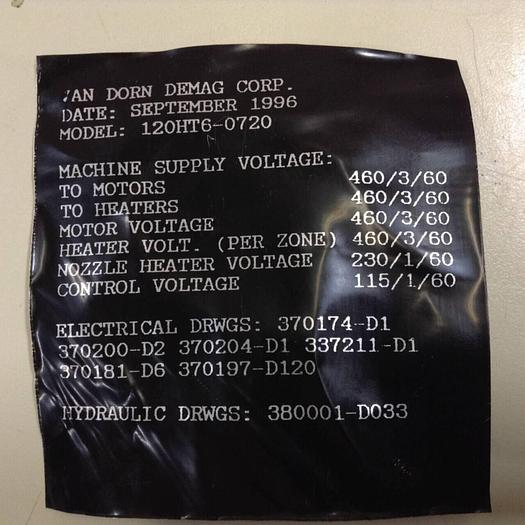 VAN DORN DEMAG CORP.
DATE: SEPTEMBER 1996
MODEL: 120HT6-0720
MACHINE SUPPLY VOLTAGE:
TO MOTORS 460/3/60
TO HEATERS 460/3/60
MOTOR VOLTAGE 460/3/60
HEATER VOLT. (PER ZONE) 460/3/60
NOZZLE HEATER VOLTAGE 230/1/60
CONTROL VOLTAGE 115/1/60
ELECTRICAL DRWGS: 370174-D1
370200-D2 370204-D1 337211-D1
370181-D6 370197-D120
HYDRAULIC DRWGS: 380001-D033